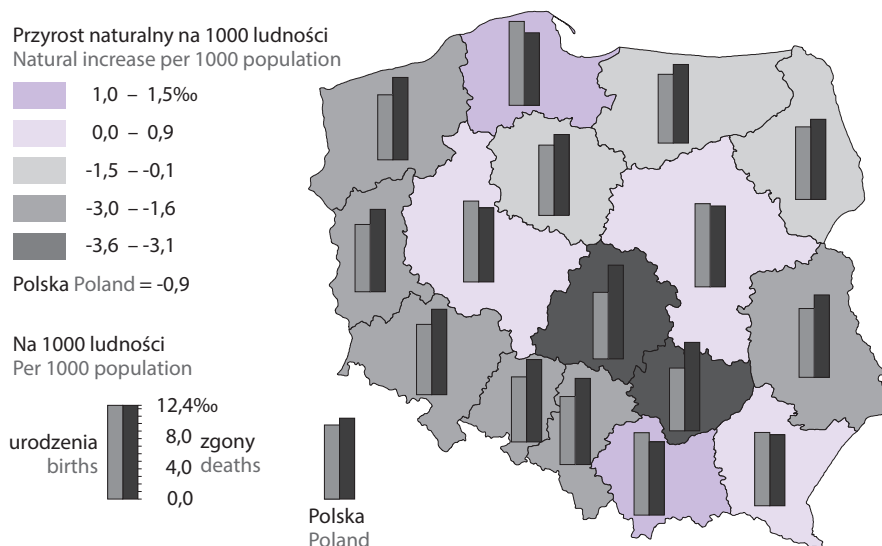 Przyrost naturalny na 1000 ludności
Natural increase per 1000 population
1,0 – 1,5‰
0,0 – 0,9
-1,5 – -0,1
-3,0 – -1,6
-3,6 – -3,1
Polska Poland = -0,9
Na 1000 ludności
Per 1000 population
12,4‰
urodzenia 8,0 zgony
births 4,0 deaths
0,0
Polska
Poland